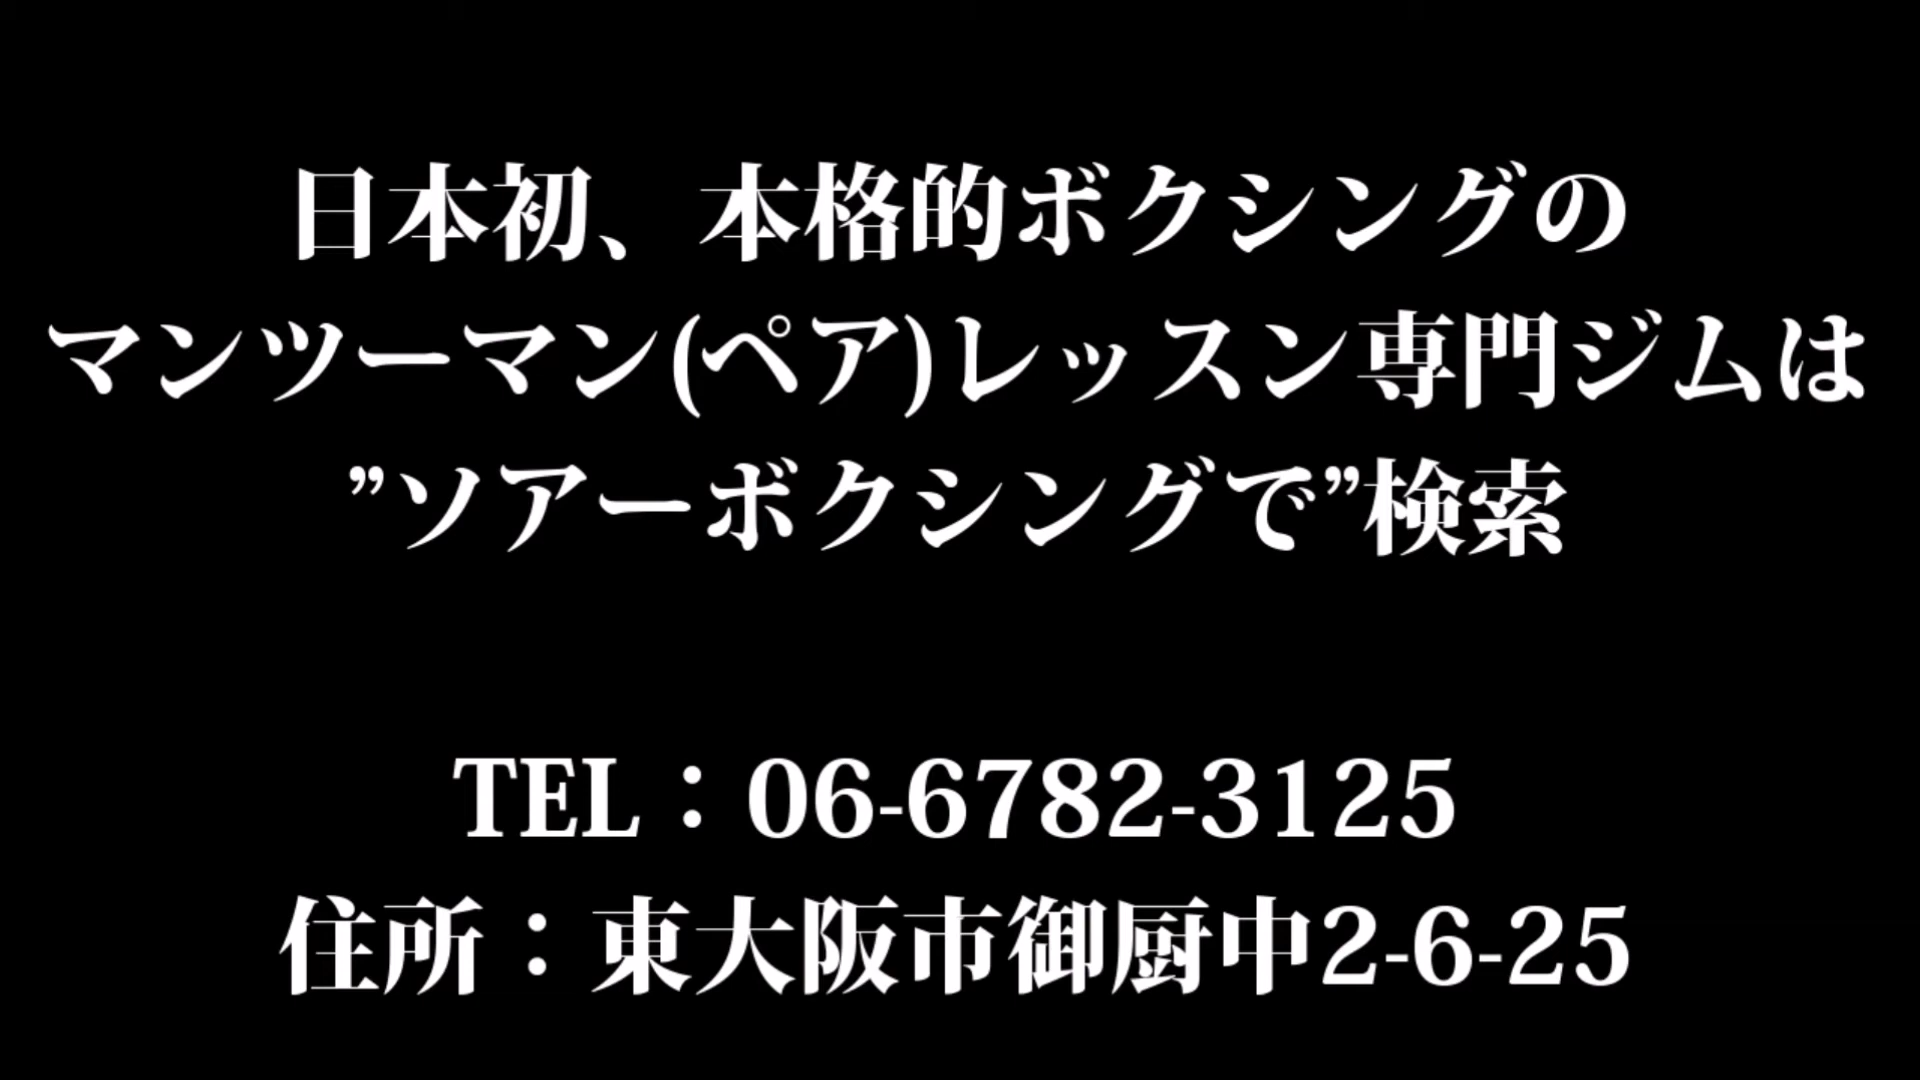 日本初、本格的ボクシングの
マンツーマン(ペア)レッスン専門ジムは
”ソアーボクシングで”検索
TEL：06-6782-3125
住所：東大阪市御厨中2-6-25